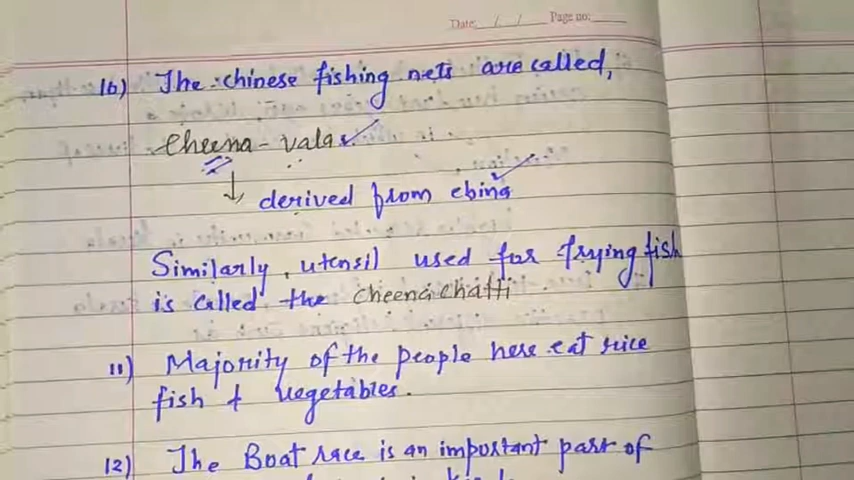 Date: / / Page no:
10) The chinese fishing nets are called,
Cheena - vala
derived from china
Similarly, utensil used for frying fish
is called the cheenachatti
11) Majority of the people here eat rice
fish + vegetables.
12) The Boat race is an important part of